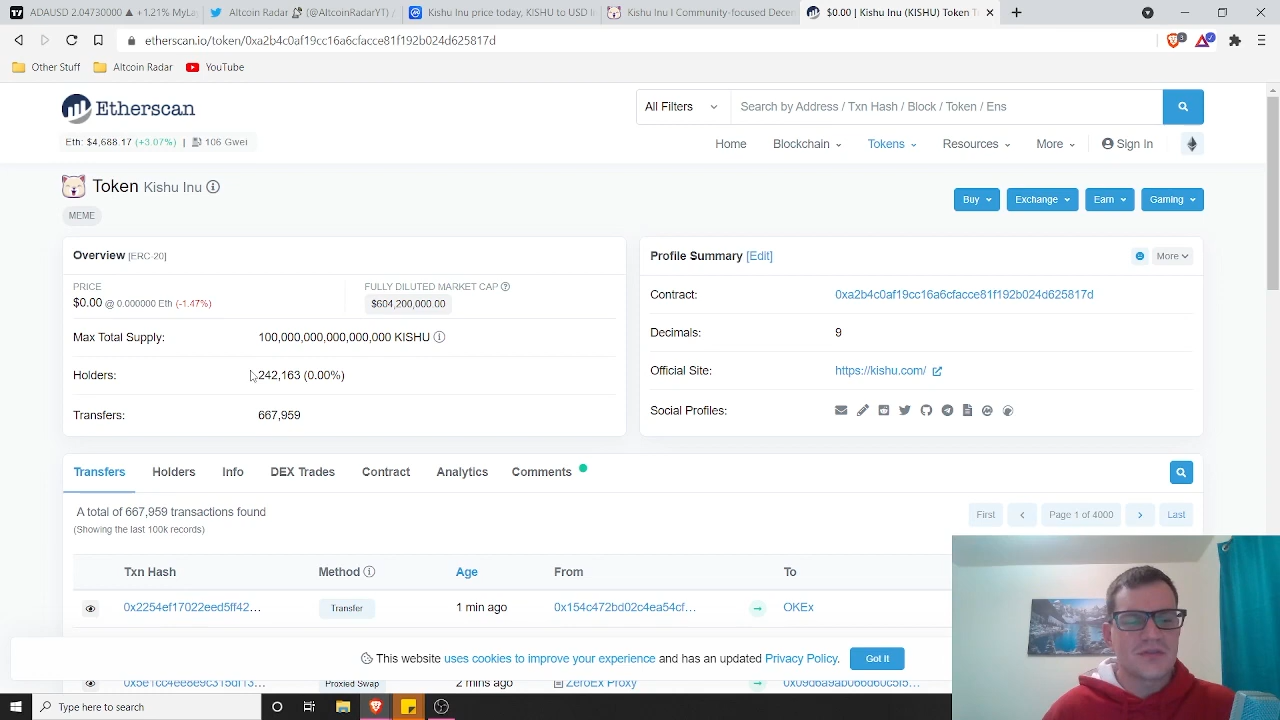 ADAUSD 2.04730000 ▲ +1.21% MyLa
Altcoin Radar (@AltcoinRadarYT) /
Kishu Inu price today, KISHU to USD l
Kishu Inu | Community-focused Decen
$0.00 | Kishu Inu (KISHU) Token T
etherscan.io/token/0xa2b4c0af19cc16a6cfacce81f192b024d625817d
Other Stuff
Altcoin Radar
YouTube
Etherscan
All Filters
Search by Address / Txn Hash / Block / Token / Ens
Eth: $4,688.17 (+3.07%) | 106 Gwei
Home
Blockchain
Tokens
Resources
More
Sign In
Token Kishu Inu
MEME
Buy
Exchange
Earn
Gaming
Overview [ERC-20]
PRICE
$0.00 @ 0.000000 Eth (-1.47%)
FULLY DILUTED MARKET CAP
$604,200,000.00
Max Total Supply:
100,000,000,000,000,000 KISHU
Holders:
242,163 (0.00%)
Transfers:
667,959
Profile Summary [Edit]
More
Contract:
0xa2b4c0af19cc16a6cfacce81f192b024d625817d
Decimals:
9
Official Site:
https://kishu.com/
Social Profiles:
Transfers
Holders
Info
DEX Trades
Contract
Analytics
Comments
A total of 667,959 transactions found
(Showing the last 100k records)
First
Page 1 of 4000
Last
Txn Hash
Method
Age
From
To
0x2254ef17022eed5ff42...
Transfer
1 min ago
0x154c472bd02c4ea54cf...
OKEx
This website uses cookies to improve your experience and has an updated Privacy Policy.
Got It
Proxied Swap
2 mins ago
ZeroEx Proxy
Type here to search